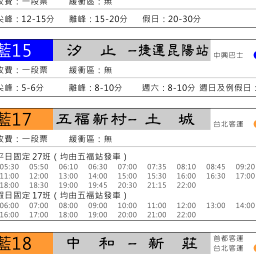 收費：一段票 緩衝區：無
尖峰：12-15分 離峰：15-20分 假日：20-30分
藍15 汐止－捷運昆陽站 中興巴士
收費：一段票 緩衝區：無
尖峰：5-6分 離峰：8-10分 週六：8-10分 週日及例假日：
藍17 五福新村－土城 台北客運
平日固定27班（均由五福站發車）
05:30 05:50 06:10 06:30 07:00 07:35 08:10 08:45 09:20
11:00 12:00 13:00 14:00 15:00 15:30 16:00 16:30 17:00
18:00 18:30 19:00 19:45 20:30 21:15 22:00
假日固定17班（均由五福站發車）
06:00 07:00 08:00 09:00 10:00 11:00 12:00 13:00 14:00
16:00 17:00 18:00 19:00 20:00 21:00 22:00
藍18 中和－新莊 首都客運
台北客運